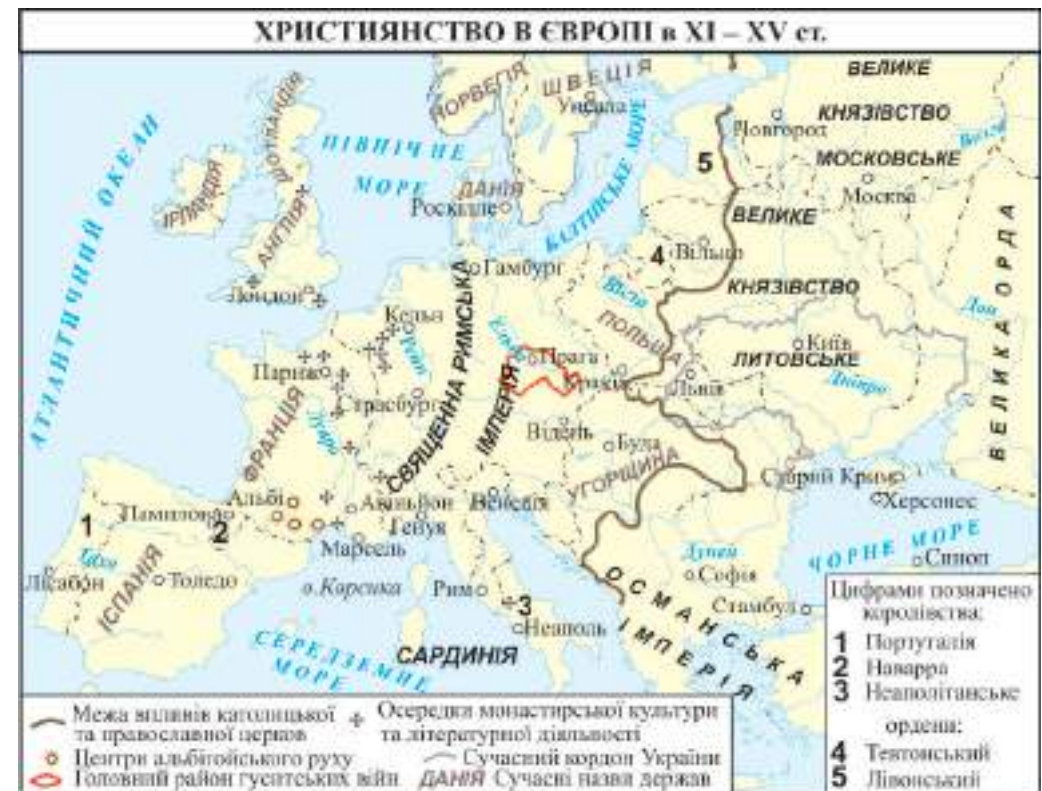 ХРИСТИЯНСТВО В ЄВРОПІ в XI – XV ст.
АТЛАНТИЧНИЙ ОКЕАН
ПІВНІЧНЕ
МОРЕ
БАЛТІЙСЬКЕ МОРЕ
НОРВЕГІЯ
ШВЕЦІЯ
Упсала
ШОТЛАНДІЯ
ІРЛАНДІЯ
АНГЛІЯ
Лондон
ДАНІЯ
Роскілле
Новгород
ВЕЛИКЕ
КНЯЗІВСТВО
МОСКОВСЬКЕ
Москва
Волга
5
ВЕЛИКЕ
КНЯЗІВСТВО
ЛИТОВСЬКЕ
4
Вільно
ВЕЛИКА ОРДА
Дон
Гамбург
Кельн
Рейн
Ельба
Вісла
ПОЛЬЩА
Прага
Краків
Львів
Київ
Дніпро
Париж
Страсбург
Луара
ФРАНЦІЯ
СВЯЩЕННА РИМСЬКА
ІМПЕРІЯ
Відень
Буда
УГОРЩИНА
Старий Крим
Херсонес
ЧОРНЕ МОРЕ
Синоп
Альбі
Авіньйон
Венеція
Генуя
Марсель
1
Памплона
2
Лісабон
Толедо
ІСПАНІЯ
о.Корсика
Рим
3
Неаполь
САРДИНІЯ
СЕРЕДЗЕМНЕ
МОРЕ
Дунай
Софія
Стамбул
ОСМАНСЬКА
ІМПЕРІЯ
Цифрами позначено
королівства:
1 Португалія
2 Наварра
3 Неаполітанське
ордени:
4 Тевтонський
5 Лівонський
Межа впливів католицької
та православної церков
Центри альбігойського руху
Головний район гуситських війн
Осередки монастирської культури
та літературної діяльності
Сучасний кордон України
ДАНІЯ Сучасні назви держав